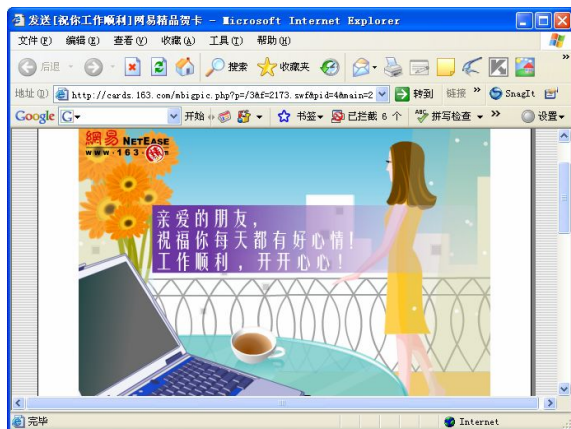 发送[祝你工作顺利]网易精品贺卡 - Microsoft Internet Explorer
文件(F) 编辑(E) 查看(V) 收藏(A) 工具(T) 帮助(H) »
后退 搜索 收藏夹
地址(D) http://cards.163.com/mbigpic.php?p=/3&f=2173.swf&pid=4&main=2 转到 链接 » SnagIt
Google G 开始 书签 已拦截 6 个 ABC 拼写检查 » 设置
網易 NETEASE
www.163.
亲爱的朋友，
祝福你每天都有好心情！
工作顺利，开开心心！
完毕 Internet